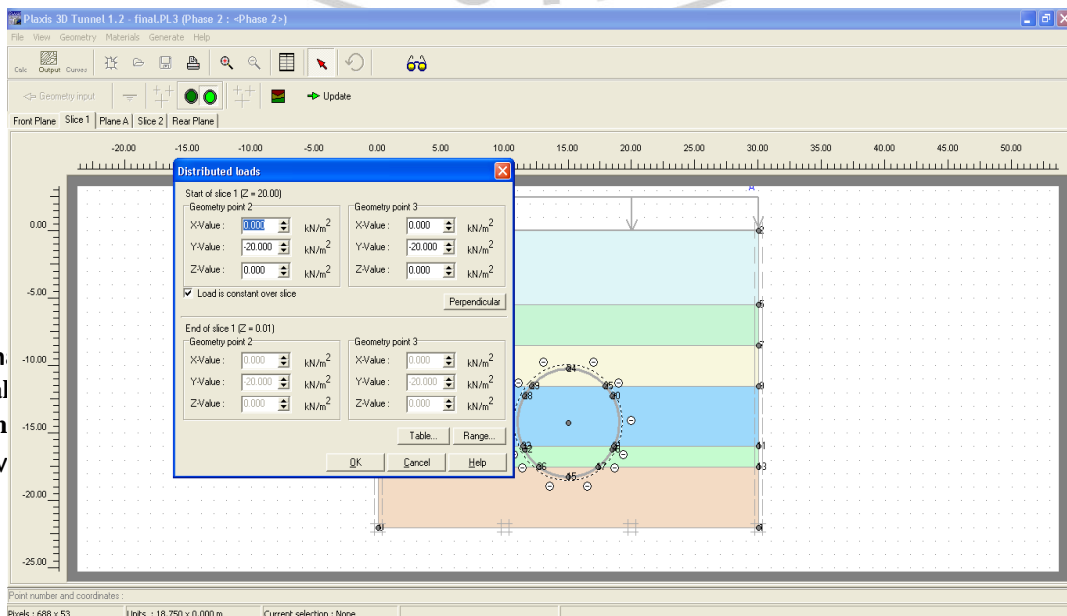 Plaxis 3D Tunnel 1.2 - final.PL3 (Phase 2 : <Phase 2>)
File View Geometry Materials Generate Help
Calc Output Curves
<= Geometry input
Update
Front Plane Slice 1 Plane A Slice 2 Rear Plane
-20.00 -15.00 -10.00 -5.00 0.00 5.00 10.00 15.00 20.00 25.00 30.00 35.00 40.00 45.00 50.00
Distributed loads
Start of slice 1 (Z = 20.00)
Geometry point 2 Geometry point 3
X-Value : 0.000 kN/m2 X-Value : 0.000 kN/m2
Y-Value : -20.000 kN/m2 Y-Value : -20.000 kN/m2
Z-Value : 0.000 kN/m2 Z-Value : 0.000 kN/m2
Load is constant over slice
Perpendicular
End of slice 1 (Z = 0.01)
Geometry point 2 Geometry point 3
X-Value : 0.000 kN/m2 X-Value : 0.000 kN/m2
Y-Value : -20.000 kN/m2 Y-Value : -20.000 kN/m2
Z-Value : 0.000 kN/m2 Z-Value : 0.000 kN/m2
Table... Range...
OK Cancel Help
0.00
-5.00
-10.00
-15.00
-20.00
-25.00
A
Point number and coordinates :
Pixels : 688 x 53 Units : 18.750 x 0.000 m Current selection : None